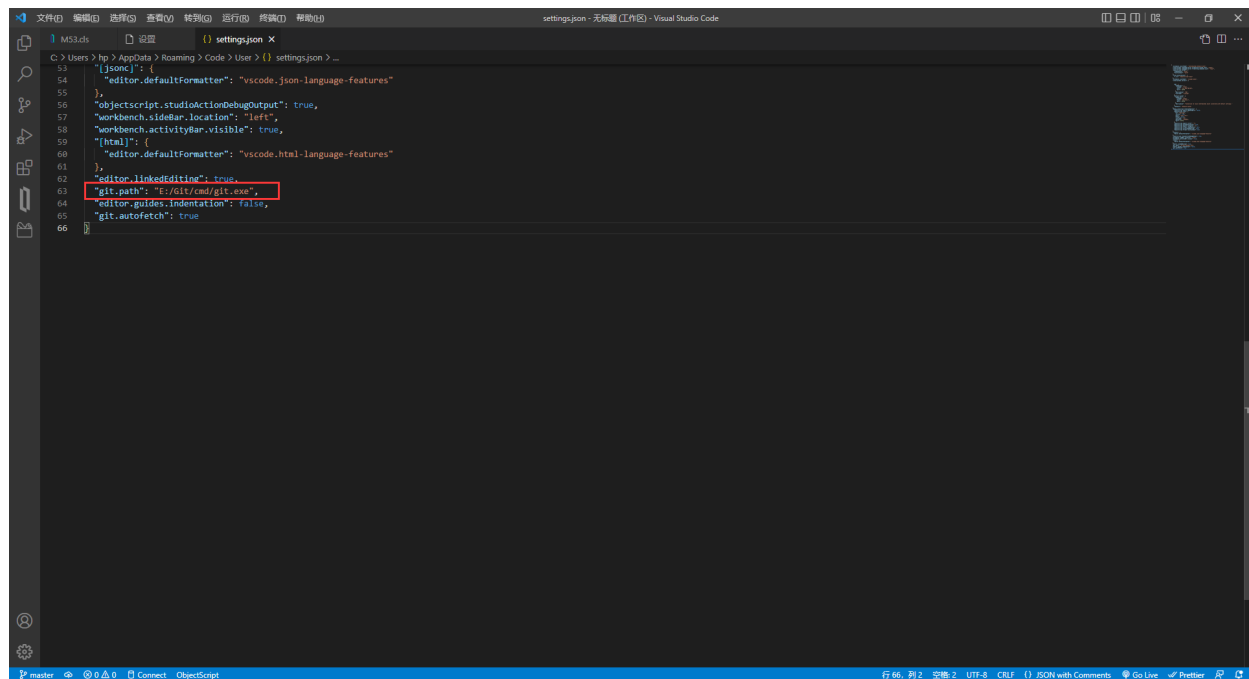 文件(F) 编辑(E) 选择(S) 查看(V) 转到(G) 运行(R) 终端(T) 帮助(H) settings.json - 无标题 (工作区) - Visual Studio Code
M53.cls 设置 {} settings.json ×
C: > Users > hp > AppData > Roaming > Code > User > {} settings.json > ...
53 "[jsonc]": {
54 "editor.defaultFormatter": "vscode.json-language-features"
55 },
56 "objectscript.studioActionDebugOutput": true,
57 "workbench.sideBar.location": "left",
58 "workbench.activityBar.visible": true,
59 "[html]": {
60 "editor.defaultFormatter": "vscode.html-language-features"
61 },
62 "editor.linkedEditing": true,
63 "git.path": "E:/Git/cmd/git.exe",
64 "editor.guides.indentation": false,
65 "git.autofetch": true
66 }
master 0 0 Connect ObjectScript 行 66, 列 2 空格: 2 UTF-8 CRLF {} JSON with Comments Go Live Prettier